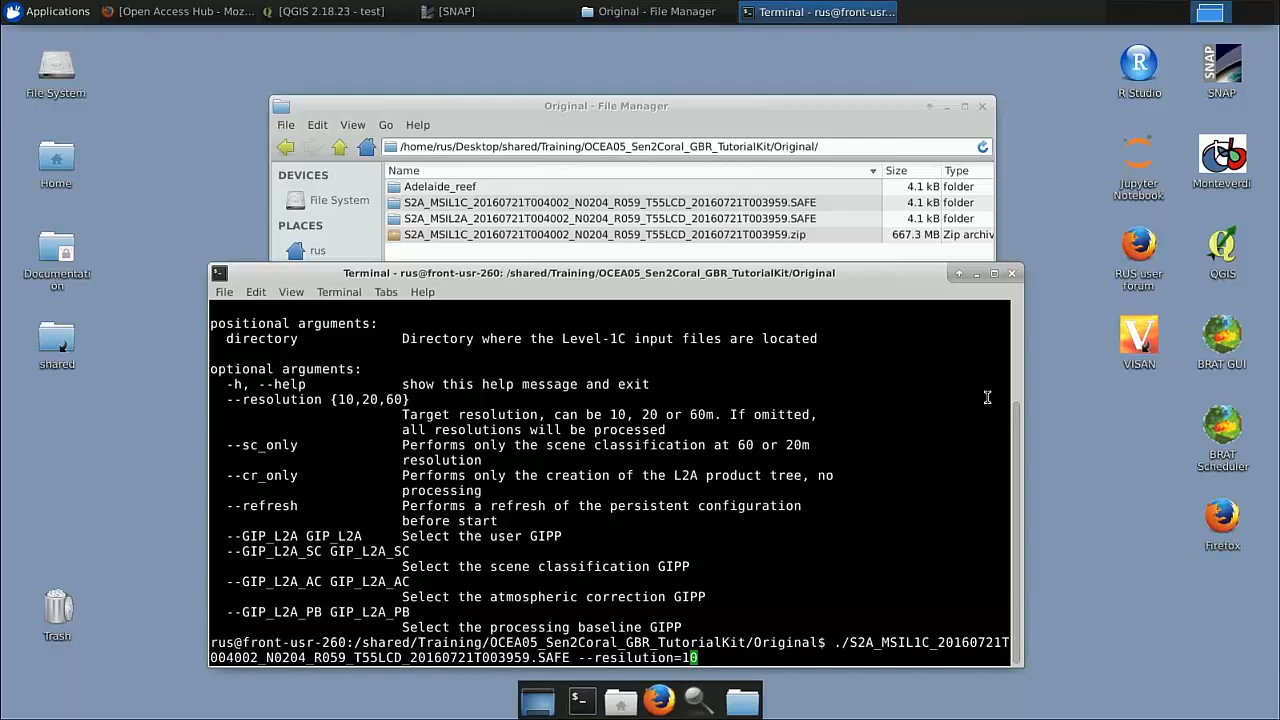 Applications
[Open Access Hub - Moz...
[QGIS 2.18.23 - test]
[SNAP]
Original - File Manager
Terminal - rus@front-usr...
File System
Home
Documentati
on
shared
Trash
R Studio
SNAP
Jupyter
Notebook
Monteverdi
RUS user
forum
QGIS
VISAN
BRAT GUI
BRAT
Scheduler
Firefox
Original - File Manager
File Edit View Go Help
/home/rus/Desktop/shared/Training/OCEA05_Sen2Coral_GBR_TutorialKit/Original/
DEVICES
File System
PLACES
rus
Name Size Type
Adelaide_reef 4.1 kB folder
S2A_MSIL1C_20160721T004002_N0204_R059_T55LCD_20160721T003959.SAFE 4.1 kB folder
S2A_MSIL2A_20160721T004002_N0204_R059_T55LCD_20160721T003959.SAFE 4.1 kB folder
S2A_MSIL1C_20160721T004002_N0204_R059_T55LCD_20160721T003959.zip 667.3 MB Zip archiv
Terminal - rus@front-usr-260: /shared/Training/OCEA05_Sen2Coral_GBR_TutorialKit/Original
File Edit View Terminal Tabs Help
positional arguments:
directory Directory where the Level-1C input files are located
optional arguments:
-h, --help show this help message and exit
--resolution {10,20,60}
Target resolution, can be 10, 20 or 60m. If omitted,
all resolutions will be processed
--sc_only Performs only the scene classification at 60 or 20m
resolution
--cr_only Performs only the creation of the L2A product tree, no
processing
--refresh Performs a refresh of the persistent configuration
before start
--GIP_L2A GIP_L2A Select the user GIPP
--GIP_L2A_SC GIP_L2A_SC
Select the scene classification GIPP
--GIP_L2A_AC GIP_L2A_AC
Select the atmospheric correction GIPP
--GIP_L2A_PB GIP_L2A_PB
Select the processing baseline GIPP
rus@front-usr-260:/shared/Training/OCEA05_Sen2Coral_GBR_TutorialKit/Original$ ./S2A_MSIL1C_20160721T
004002_N0204_R059_T55LCD_20160721T003959.SAFE --resilution=10